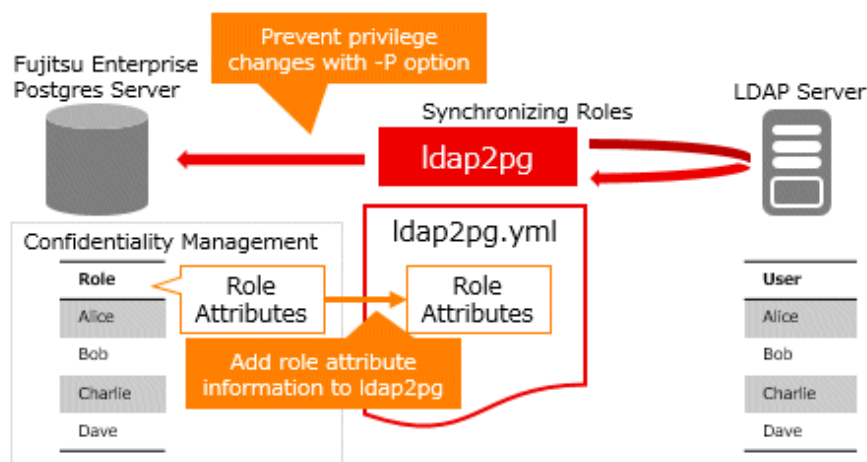 Prevent privilege
changes with -P option
Fujitsu Enterprise
Postgres Server
LDAP Server
Synchronizing Roles
ldap2pg
Confidentiality Management
ldap2pg.yml
Role
Alice
Bob
Charlie
Dave
Role
Attributes
Role
Attributes
Add role attribute
information to ldap2pg
User
Alice
Bob
Charlie
Dave